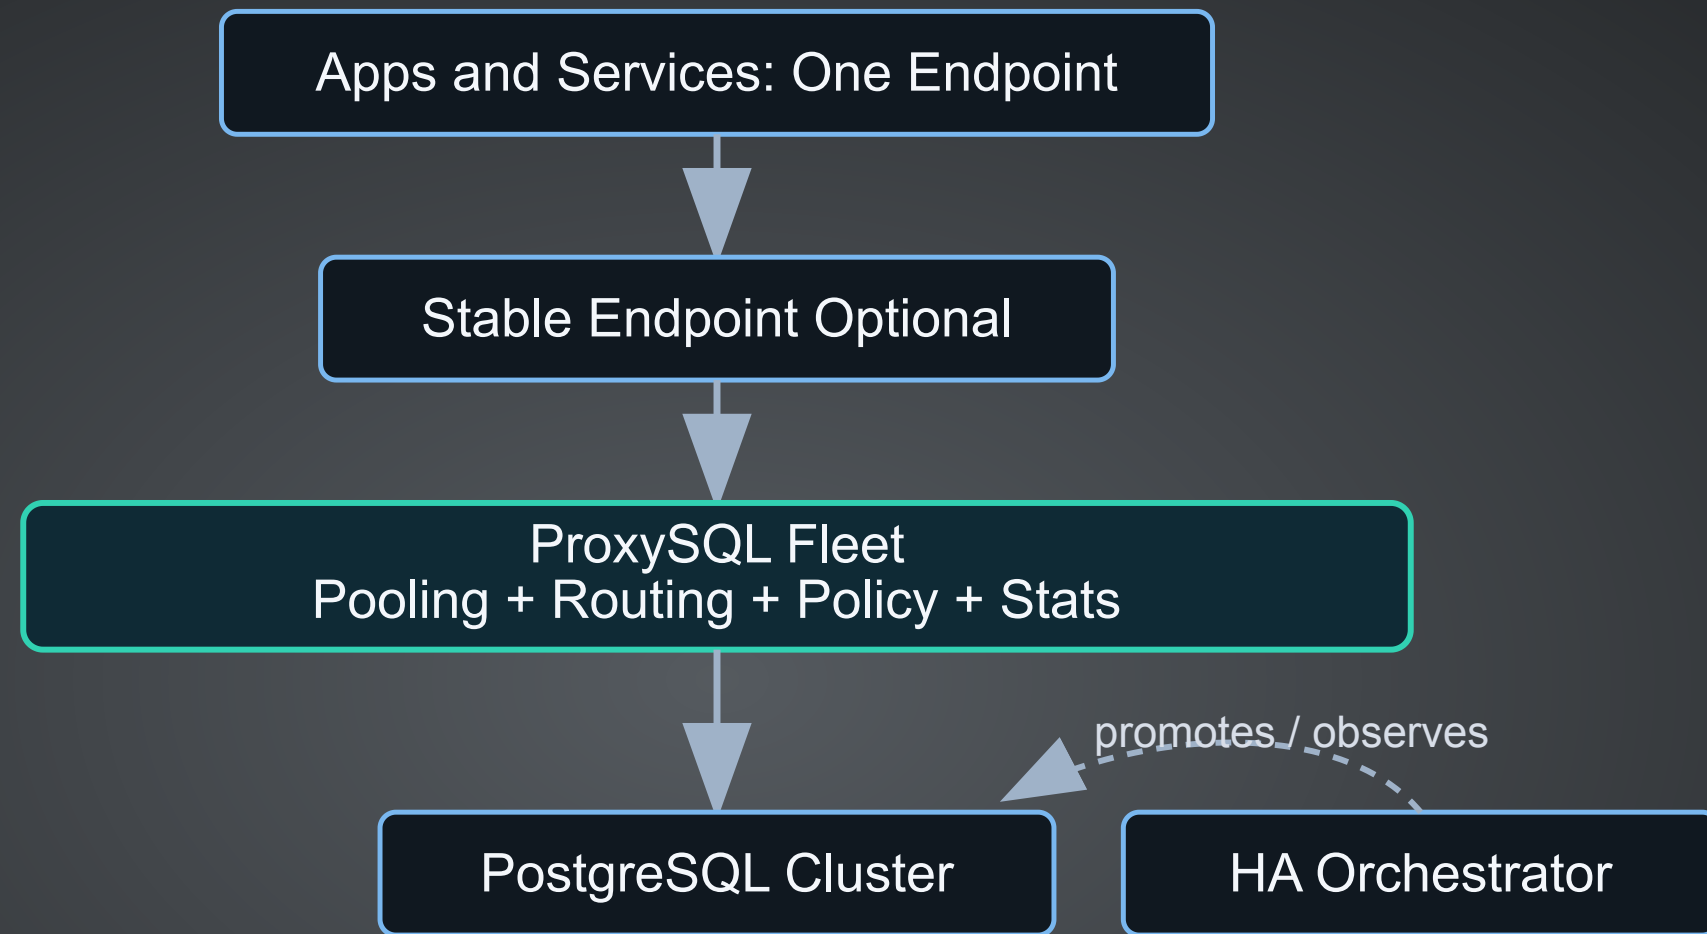 Apps and Services: One Endpoint
Stable Endpoint Optional
ProxySQL Fleet
Pooling + Routing + Policy + Stats
promotes / observes
PostgreSQL Cluster
HA Orchestrator